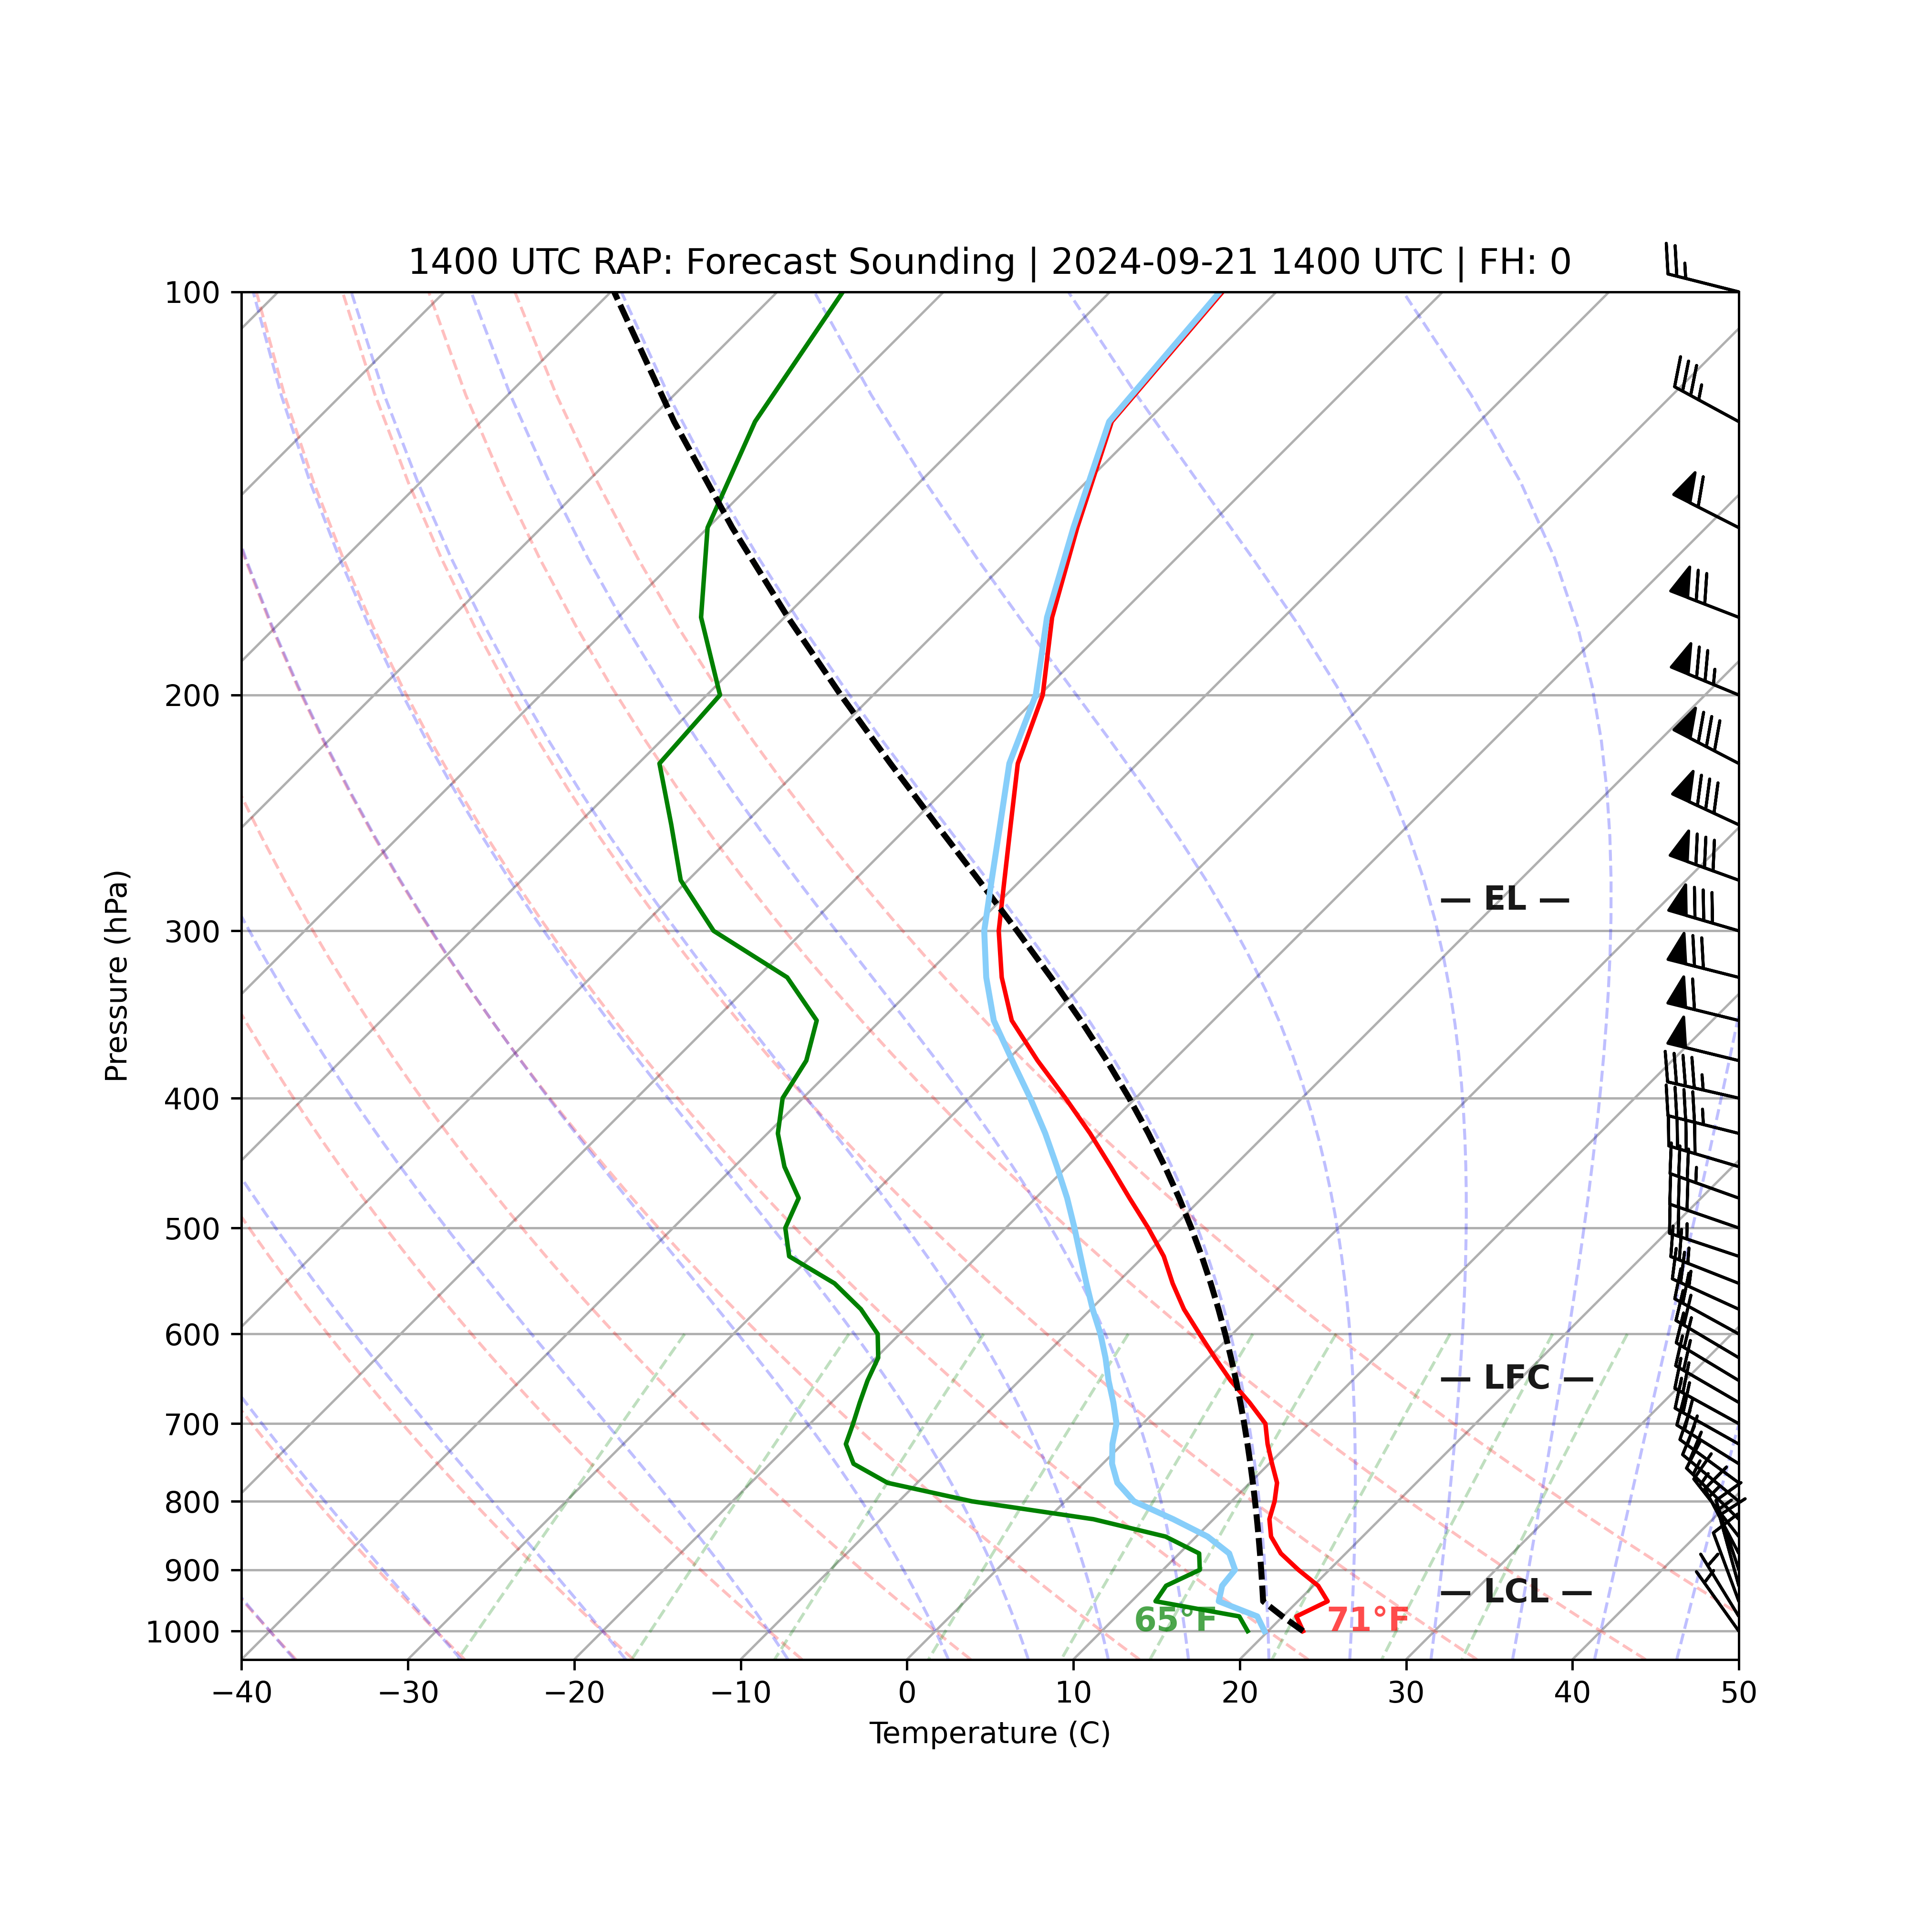 1400 UTC RAP: Forecast Sounding | 2024-09-21 1400 UTC | FH: 0
100
200
300
400
500
600
700
800
900
1000
Pressure (hPa)
— EL —
— LFC —
— LCL —
65°F
71°F
−40 −30 −20 −10 0 10 20 30 40 50
Temperature (C)